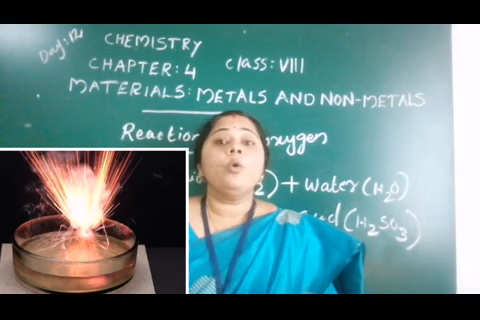 Day: 12
CHEMISTRY
CHAPTER: 4 Class: VIII
MATERIALS: METALS AND NON-METALS
Reaction oxygen
) + water (H₂O)
(H₂SO₃)